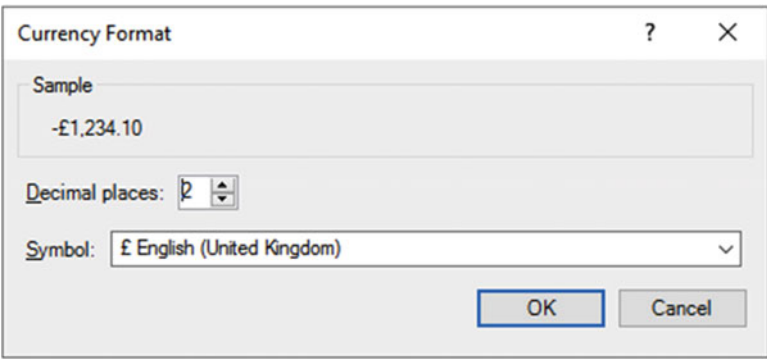 Currency Format ?
Sample
-£1,234.10
Decimal places: 2
Symbol: £ English (United Kingdom)
OK Cancel